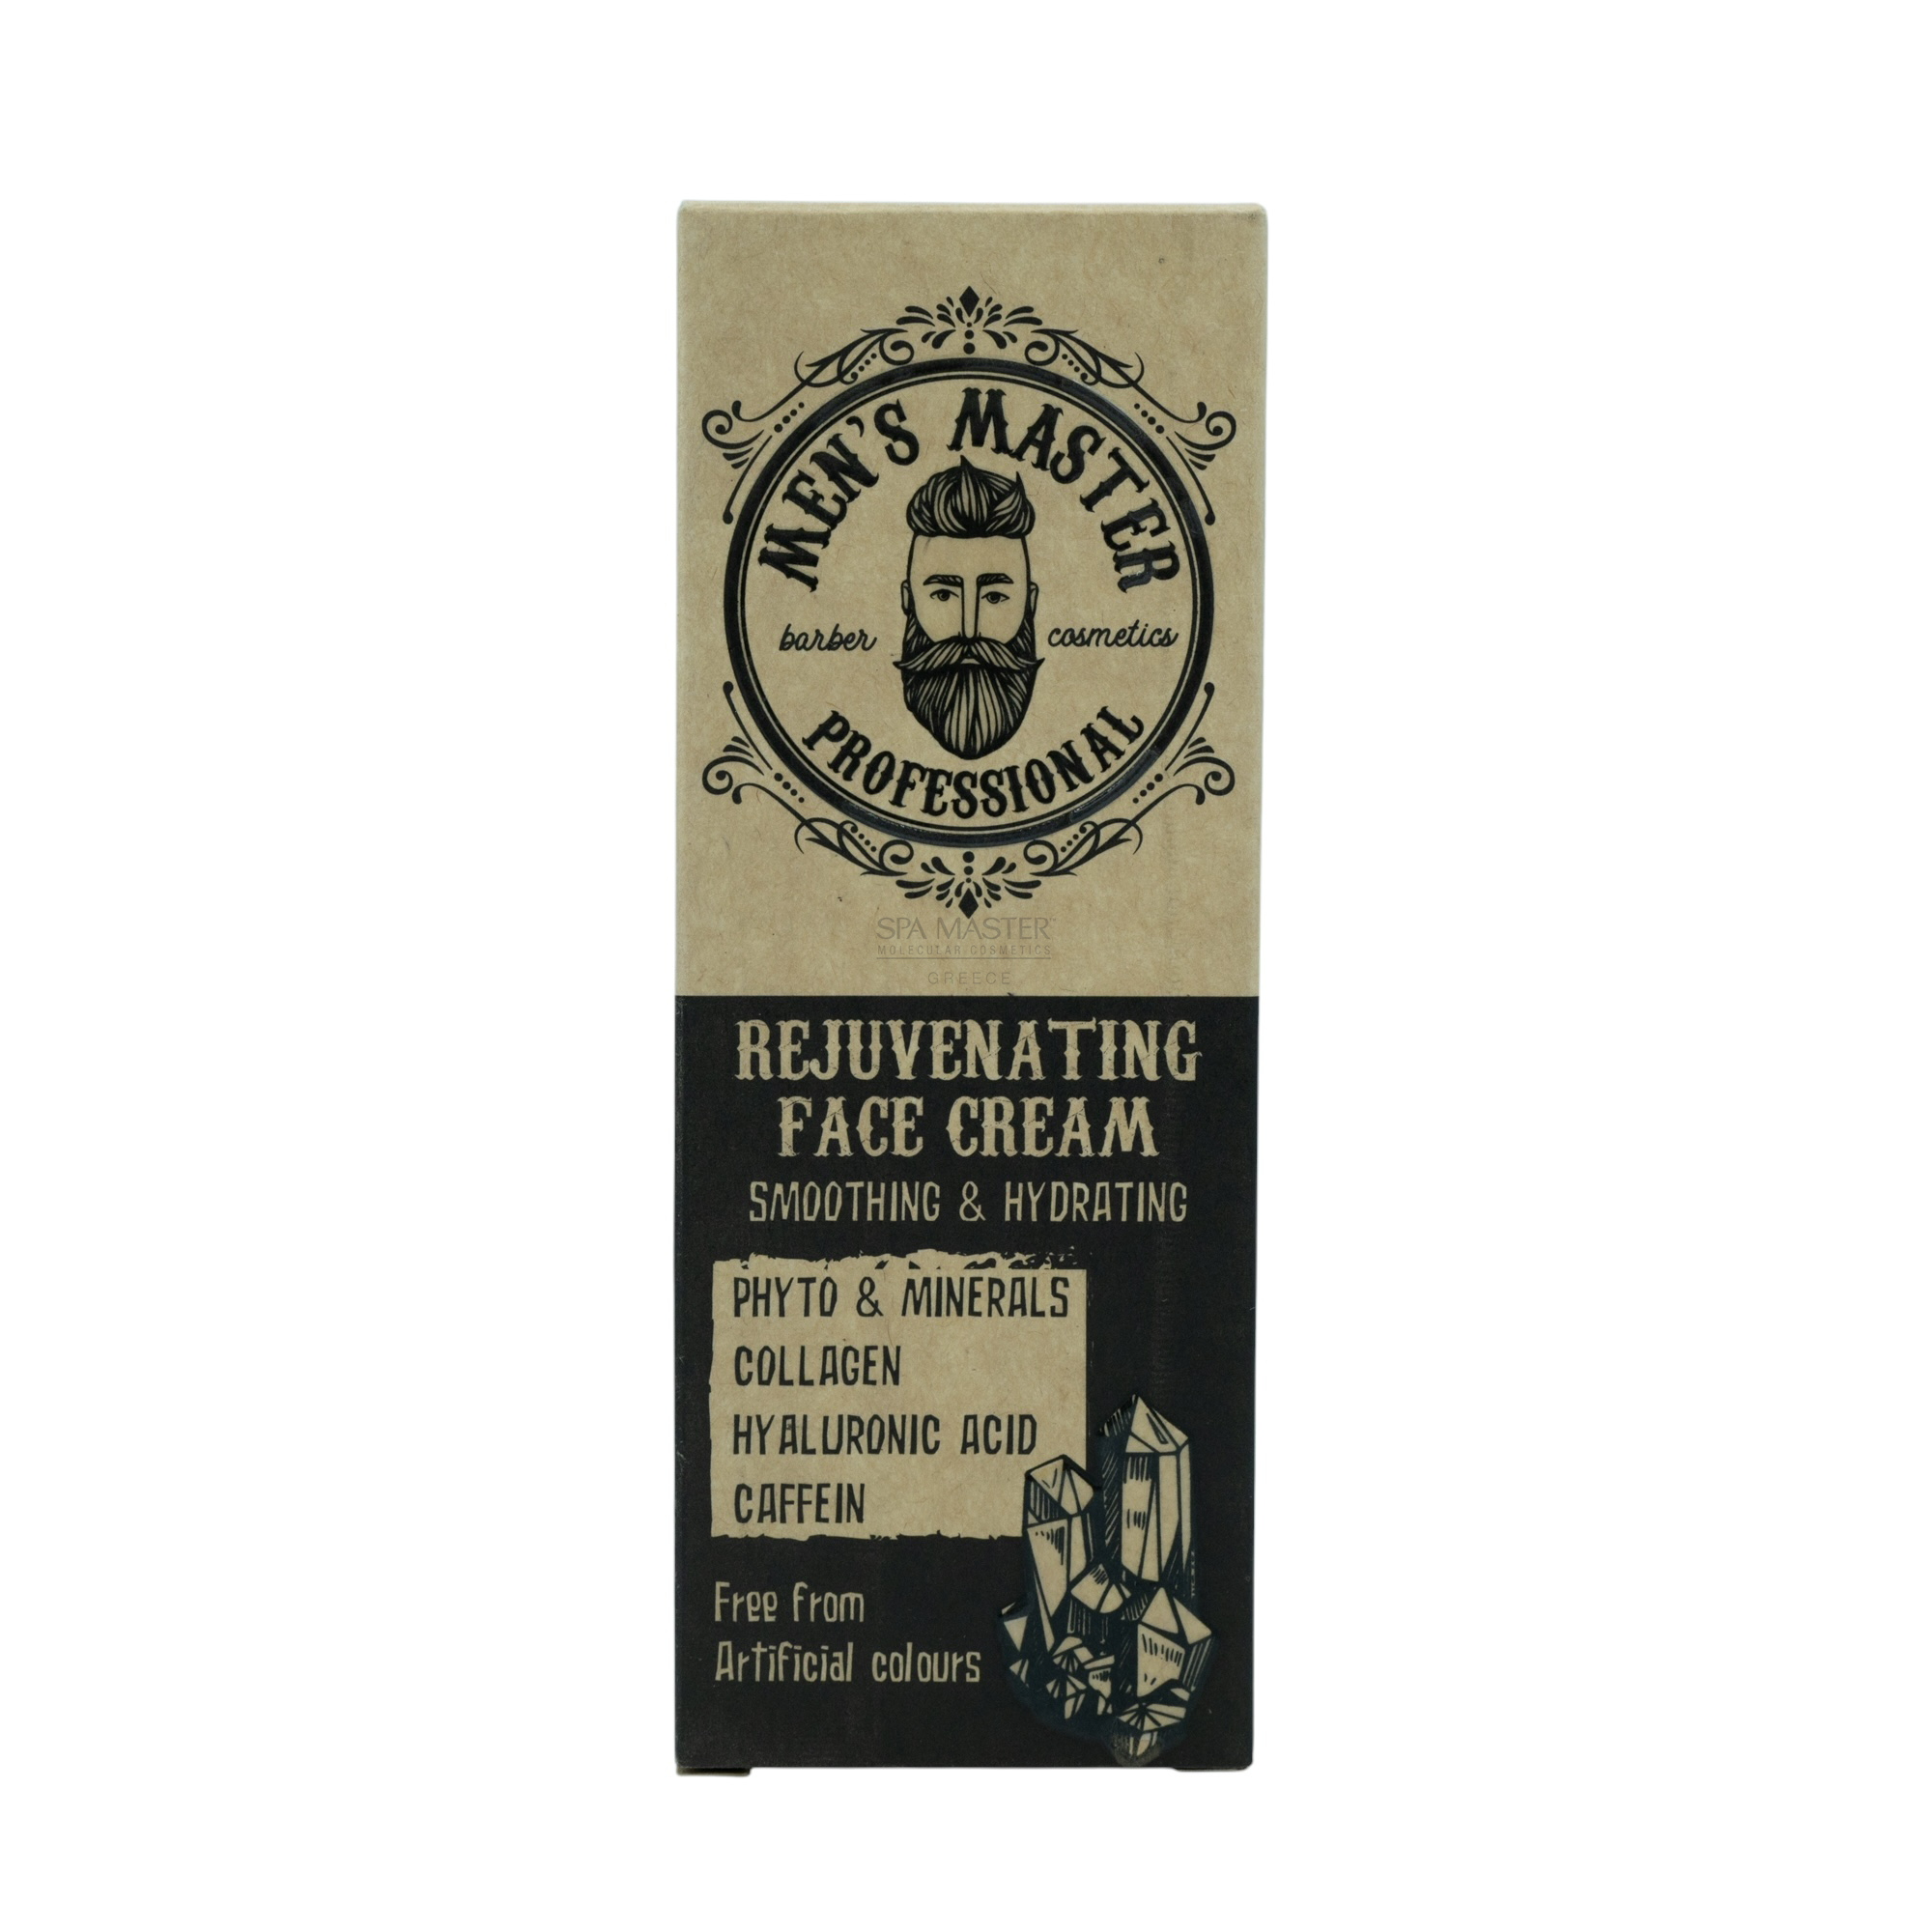 MEN'S MASTER
barber cosmetics
PROFESSIONAL
SPA MASTER
MOLECULAR COSMETICS
GREECE
REJUVENATING
FACE CREAM
SMOOTHING & HYDRATING
PHYTO & MINERALS
COLLAGEN
HYALURONIC ACID
CAFFEIN
Free from
Artificial colours